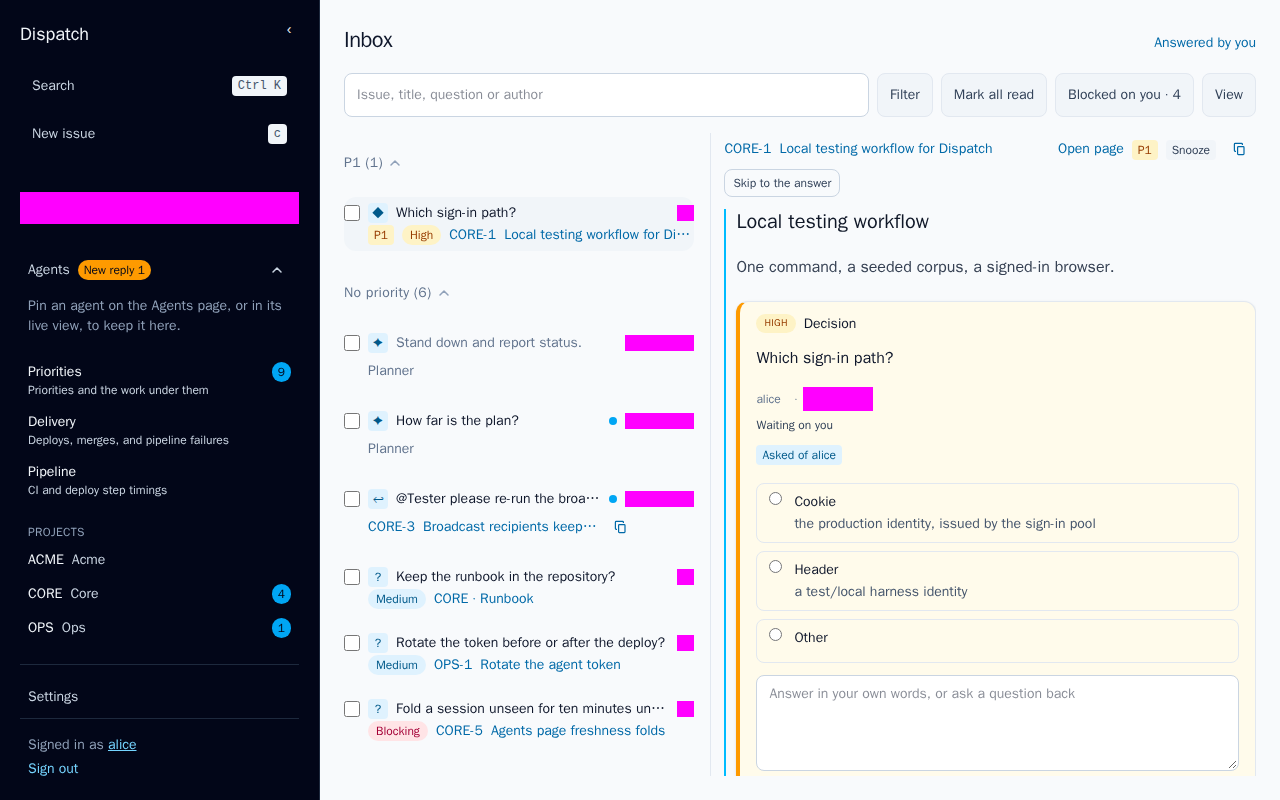 Dispatch
Search
Ctrl K
New issue
C
Agents
New reply 1
Pin an agent on the Agents page, or in its
live view, to keep it here.
Priorities
9
Priorities and the work under them
Delivery
Deploys, merges, and pipeline failures
Pipeline
CI and deploy step timings
PROJECTS
ACME Acme
CORE Core
4
OPS Ops
1
Settings
Signed in as alice
Sign out
Inbox
Answered by you
Issue, title, question or author
Filter
Mark all read
Blocked on you · 4
View
P1 (1)
Which sign-in path?
P1
High
CORE-1 Local testing workflow for Di…
No priority (6)
Stand down and report status.
Planner
How far is the plan?
Planner
@Tester please re-run the broa…
CORE-3 Broadcast recipients keep…
? Keep the runbook in the repository?
Medium
CORE · Runbook
? Rotate the token before or after the deploy?
Medium
OPS-1 Rotate the agent token
? Fold a session unseen for ten minutes un…
Blocking
CORE-5 Agents page freshness folds
CORE-1 Local testing workflow for Dispatch
Open page
P1
Snooze
Skip to the answer
Local testing workflow
One command, a seeded corpus, a signed-in browser.
HIGH
Decision
Which sign-in path?
alice ·
Waiting on you
Asked of alice
Cookie
the production identity, issued by the sign-in pool
Header
a test/local harness identity
Other
Answer in your own words, or ask a question back